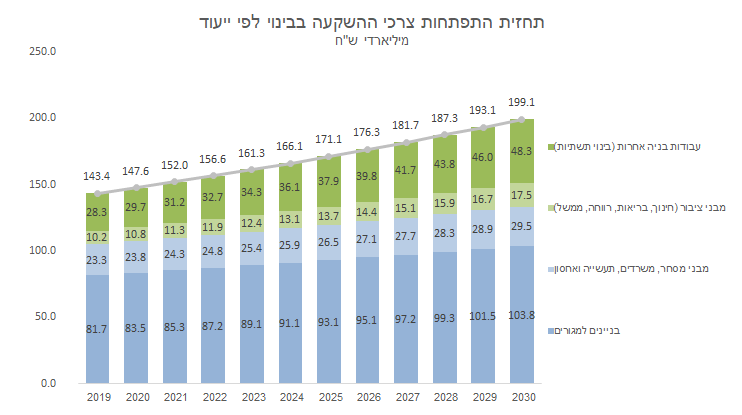 תחזית התפתחות צרכי ההשקעה בבינוי לפי ייעוד
מיליארדי ש"ח
250.0
200.0
150.0
100.0
50.0
0.0
143.4 147.6 152.0 156.6 161.3 166.1 171.1 176.3 181.7 187.3 193.1 199.1
28.3 29.7 31.2 32.7 34.3 36.1 37.9 39.8 41.7 43.8 46.0 48.3
10.2 10.8 11.3 11.9 12.4 13.1 13.7 14.4 15.1 15.9 16.7 17.5
23.3 23.8 24.3 24.8 25.4 25.9 26.5 27.1 27.7 28.3 28.9 29.5
81.7 83.5 85.3 87.2 89.1 91.1 93.1 95.1 97.2 99.3 101.5 103.8
2019 2020 2021 2022 2023 2024 2025 2026 2027 2028 2029 2030
עבודות בניה אחרות (בינוי תשתיות)
מבני ציבור (חינוך, בריאות, רווחה, ממשל)
מבני מסחר, משרדים, תעשייה ואחסון
בניינים למגורים